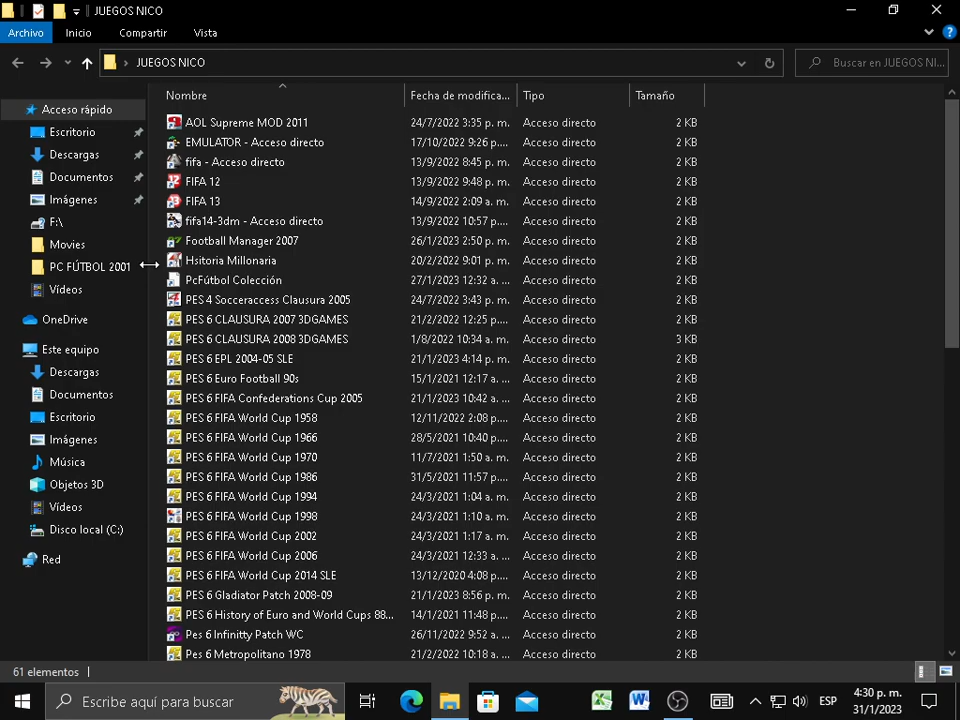 JUEGOS NICO
Archivo Inicio Compartir Vista
JUEGOS NICO Buscar en JUEGOS NI...
Nombre Fecha de modifica... Tipo Tamaño
Acceso rápido
Escritorio
Descargas
Documentos
Imágenes
F:\
Movies
PC FÚTBOL 2001
Vídeos
OneDrive
Este equipo
Descargas
Documentos
Escritorio
Imágenes
Música
Objetos 3D
Vídeos
Disco local (C:)
Red
AOL Supreme MOD 2011 24/7/2022 3:35 p. m. Acceso directo 2 KB
EMULATOR - Acceso directo 17/10/2022 9:26 p.... Acceso directo 2 KB
fifa - Acceso directo 13/9/2022 8:45 p. m. Acceso directo 2 KB
FIFA 12 13/9/2022 9:48 p. m. Acceso directo 2 KB
FIFA 13 14/9/2022 2:09 a. m. Acceso directo 2 KB
fifa14-3dm - Acceso directo 13/9/2022 10:57 p.... Acceso directo 2 KB
Football Manager 2007 26/1/2023 2:50 p. m. Acceso directo 2 KB
Hsitoria Millonaria 20/2/2022 9:01 p. m. Acceso directo 2 KB
PcFútbol Colección 27/1/2023 12:32 a. ... Acceso directo 2 KB
PES 4 Socceraccess Clausura 2005 24/7/2022 3:43 p. m. Acceso directo 2 KB
PES 6 CLAUSURA 2007 3DGAMES 21/2/2022 12:25 p.... Acceso directo 2 KB
PES 6 CLAUSURA 2008 3DGAMES 1/8/2022 10:34 a. m. Acceso directo 3 KB
PES 6 EPL 2004-05 SLE 21/1/2023 4:14 p. m. Acceso directo 2 KB
PES 6 Euro Football 90s 15/1/2021 12:17 a. ... Acceso directo 2 KB
PES 6 FIFA Confederations Cup 2005 21/1/2023 10:42 a. ... Acceso directo 2 KB
PES 6 FIFA World Cup 1958 12/11/2022 2:08 p.... Acceso directo 2 KB
PES 6 FIFA World Cup 1966 28/5/2021 10:40 p.... Acceso directo 2 KB
PES 6 FIFA World Cup 1970 11/7/2021 1:50 a. m. Acceso directo 2 KB
PES 6 FIFA World Cup 1986 31/5/2021 11:57 p.... Acceso directo 2 KB
PES 6 FIFA World Cup 1994 24/3/2021 1:04 a. m. Acceso directo 2 KB
PES 6 FIFA World Cup 1998 24/3/2021 1:10 a. m. Acceso directo 2 KB
PES 6 FIFA World Cup 2002 24/3/2021 1:17 a. m. Acceso directo 2 KB
PES 6 FIFA World Cup 2006 24/3/2021 12:33 a. ... Acceso directo 2 KB
PES 6 FIFA World Cup 2014 SLE 13/12/2020 4:08 p.... Acceso directo 2 KB
PES 6 Gladiator Patch 2008-09 21/1/2023 8:56 p. m. Acceso directo 2 KB
PES 6 History of Euro and World Cups 88... 14/1/2021 11:48 p.... Acceso directo 2 KB
Pes 6 Infinitty Patch WC 26/11/2022 9:52 a. ... Acceso directo 2 KB
Pes 6 Metropolitano 1978 21/2/2022 10:18 a. ... Acceso directo 2 KB
61 elementos
Escribe aquí para buscar ESP 4:30 p. m.
31/1/2023